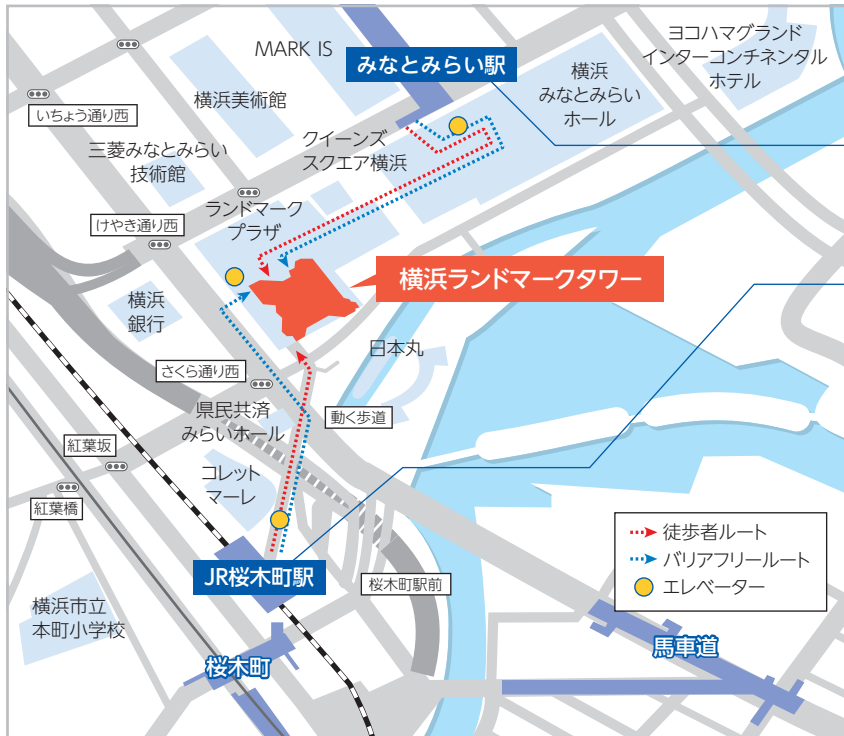 MARK IS
ヨコハマグランド
インターコンチネンタル
ホテル
みなとみらい駅
横浜
みなとみらい
ホール
横浜美術館
いちょう通り西
クイーンズ
スクエア横浜
三菱みなとみらい
技術館
ランドマーク
プラザ
けやき通り西
横浜ランドマークタワー
横浜
銀行
日本丸
さくら通り西
県民共済
みらいホール
動く歩道
紅葉坂
コレット
マーレ
紅葉橋
徒歩者ルート
バリアフリールート
エレベーター
JR桜木町駅
桜木町駅前
横浜市立
本町小学校
桜木町
馬車道